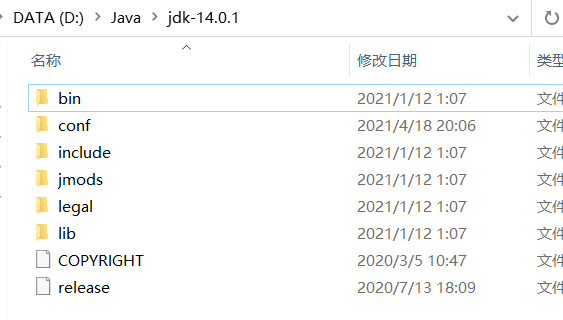 DATA (D:) > Java > jdk-14.0.1
名称 修改日期 类型
bin 2021/1/12 1:07 文件
conf 2021/4/18 20:06 文件
include 2021/1/12 1:07 文件
jmods 2021/1/12 1:07 文件
legal 2021/1/12 1:07 文件
lib 2021/1/12 1:07 文件
COPYRIGHT 2020/3/5 10:47 文件
release 2020/7/13 18:09 文件